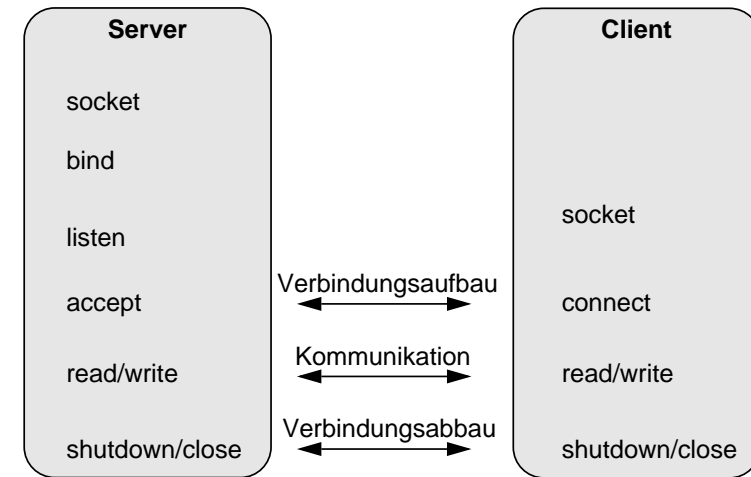 Server
socket
bind
listen
accept
read/write
shutdown/close
Verbindungsaufbau
Kommunikation
Verbindungsabbau
Client
socket
connect
read/write
shutdown/close